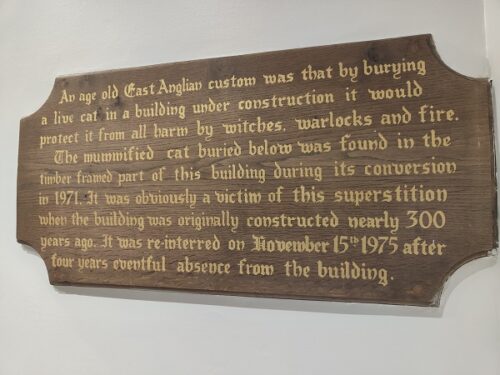 An age old East Anglian custom was that by burying
a live cat in a building under construction it would
protect it from all harm by witches, warlocks and fire.
The mummified cat buried below was found in the
timber framed part of this building during its conversion
in 1971. It was obviously a victim of this superstition
when the building was originally constructed nearly 300
years ago. It was re-interred on November 15th 1975 after
four years eventful absence from the building.